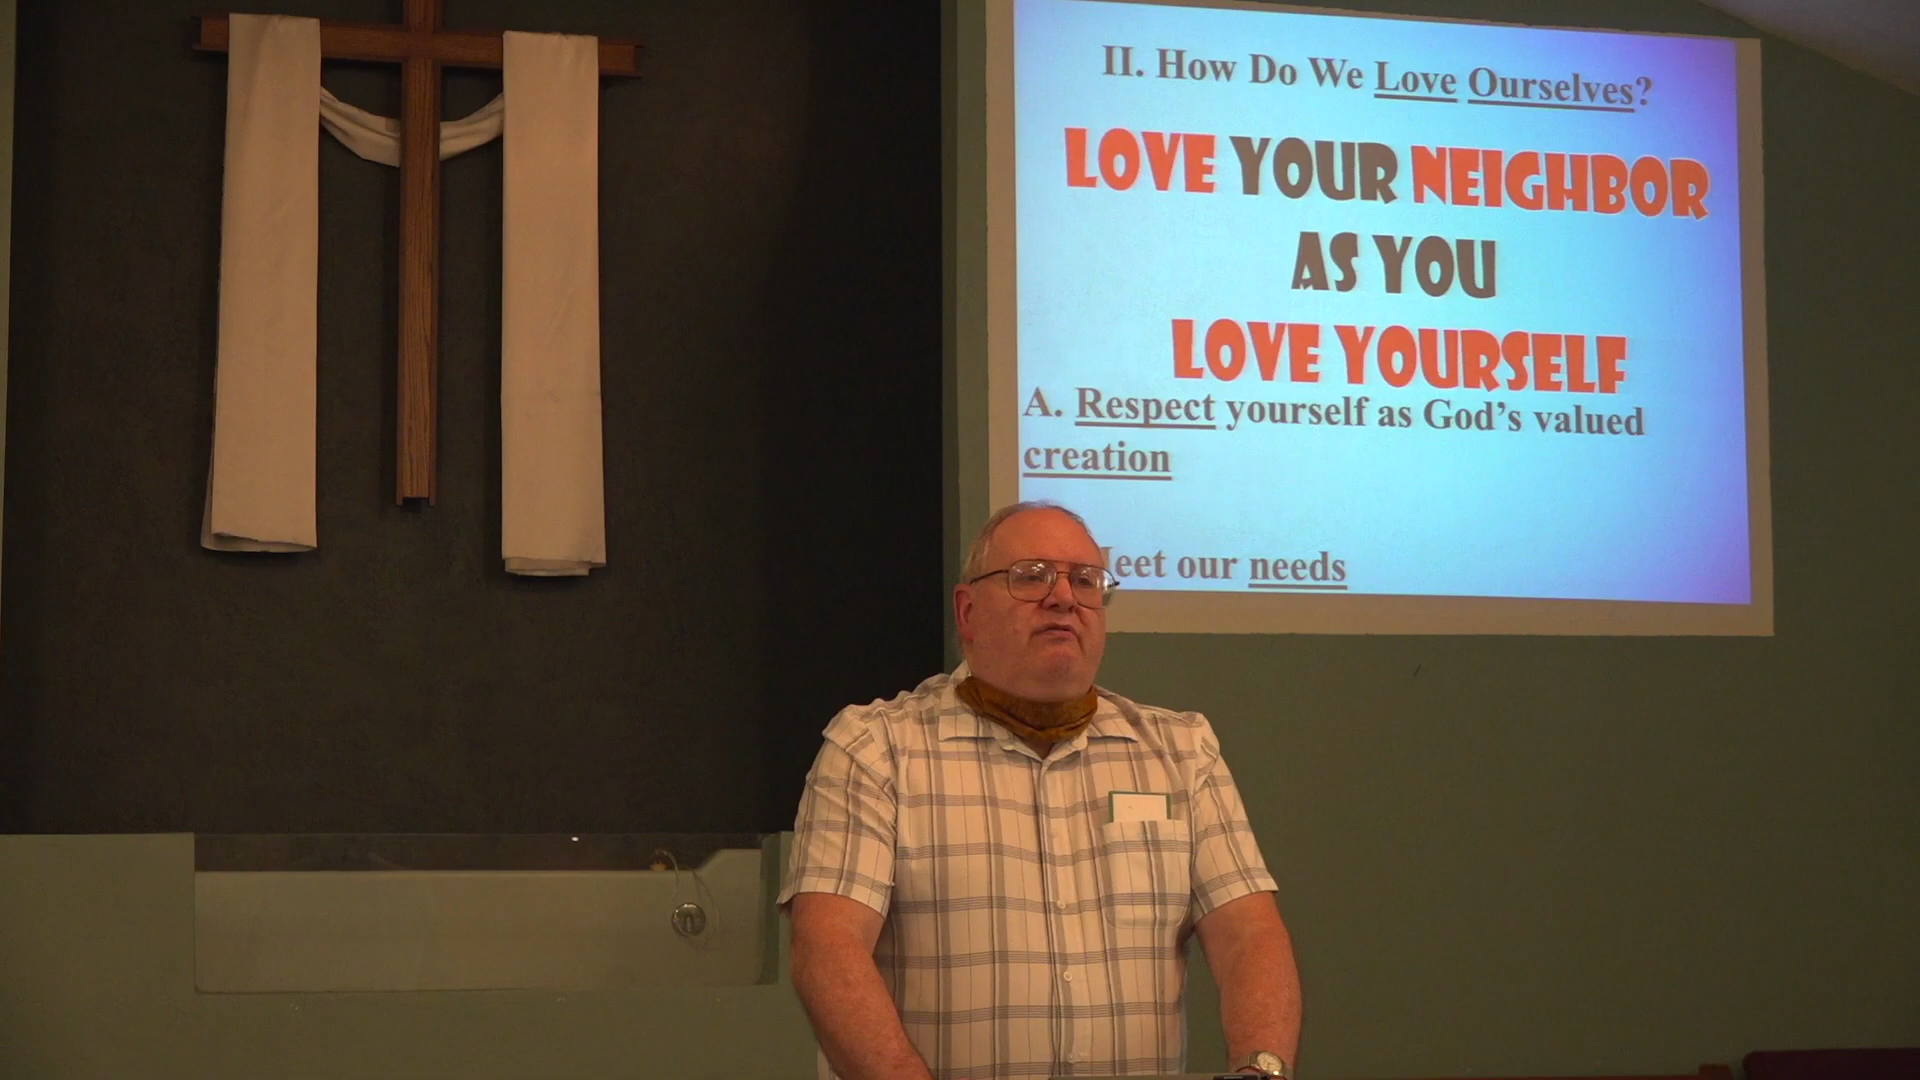 II. How Do We Love Ourselves?
LOVE YOUR NEIGHBOR
AS YOU
LOVE YOURSELF
A. Respect yourself as God's valued
creation
our needs